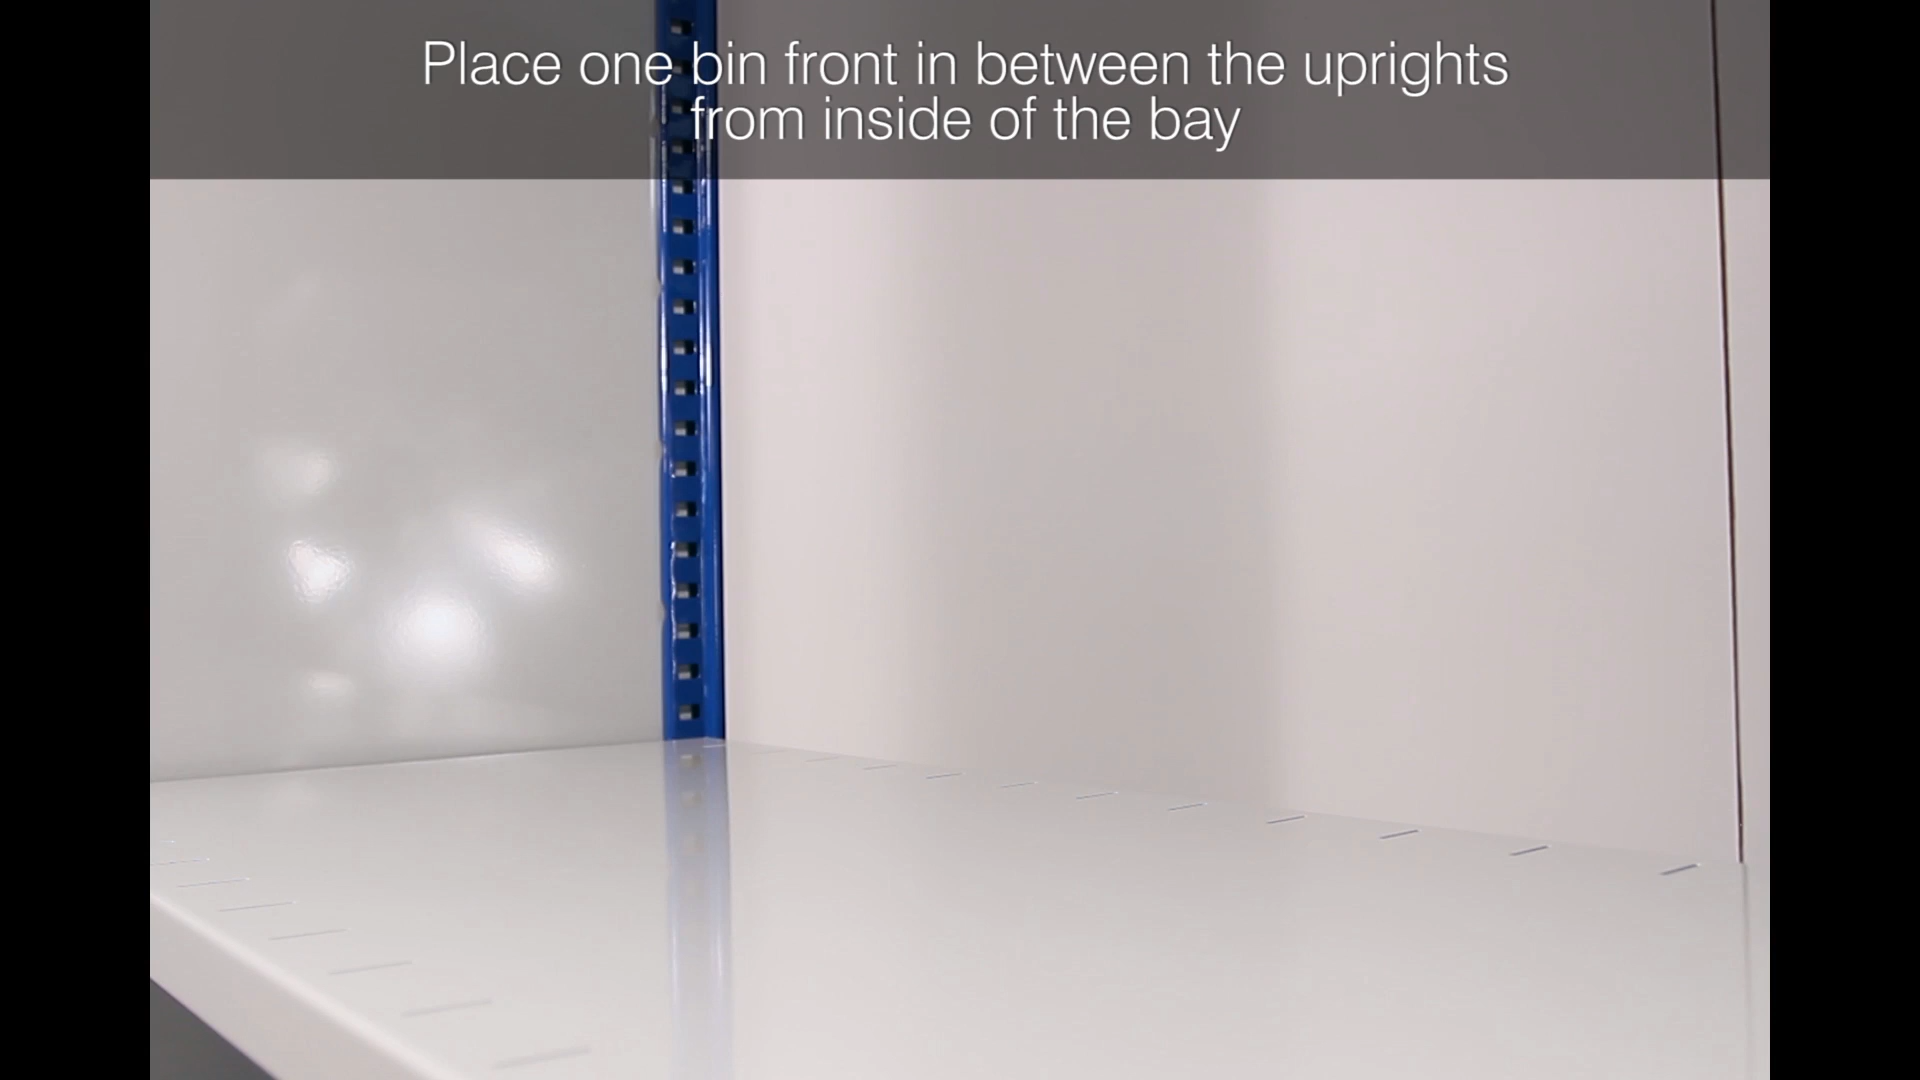 Place one bin front in between the uprights
from inside of the bay